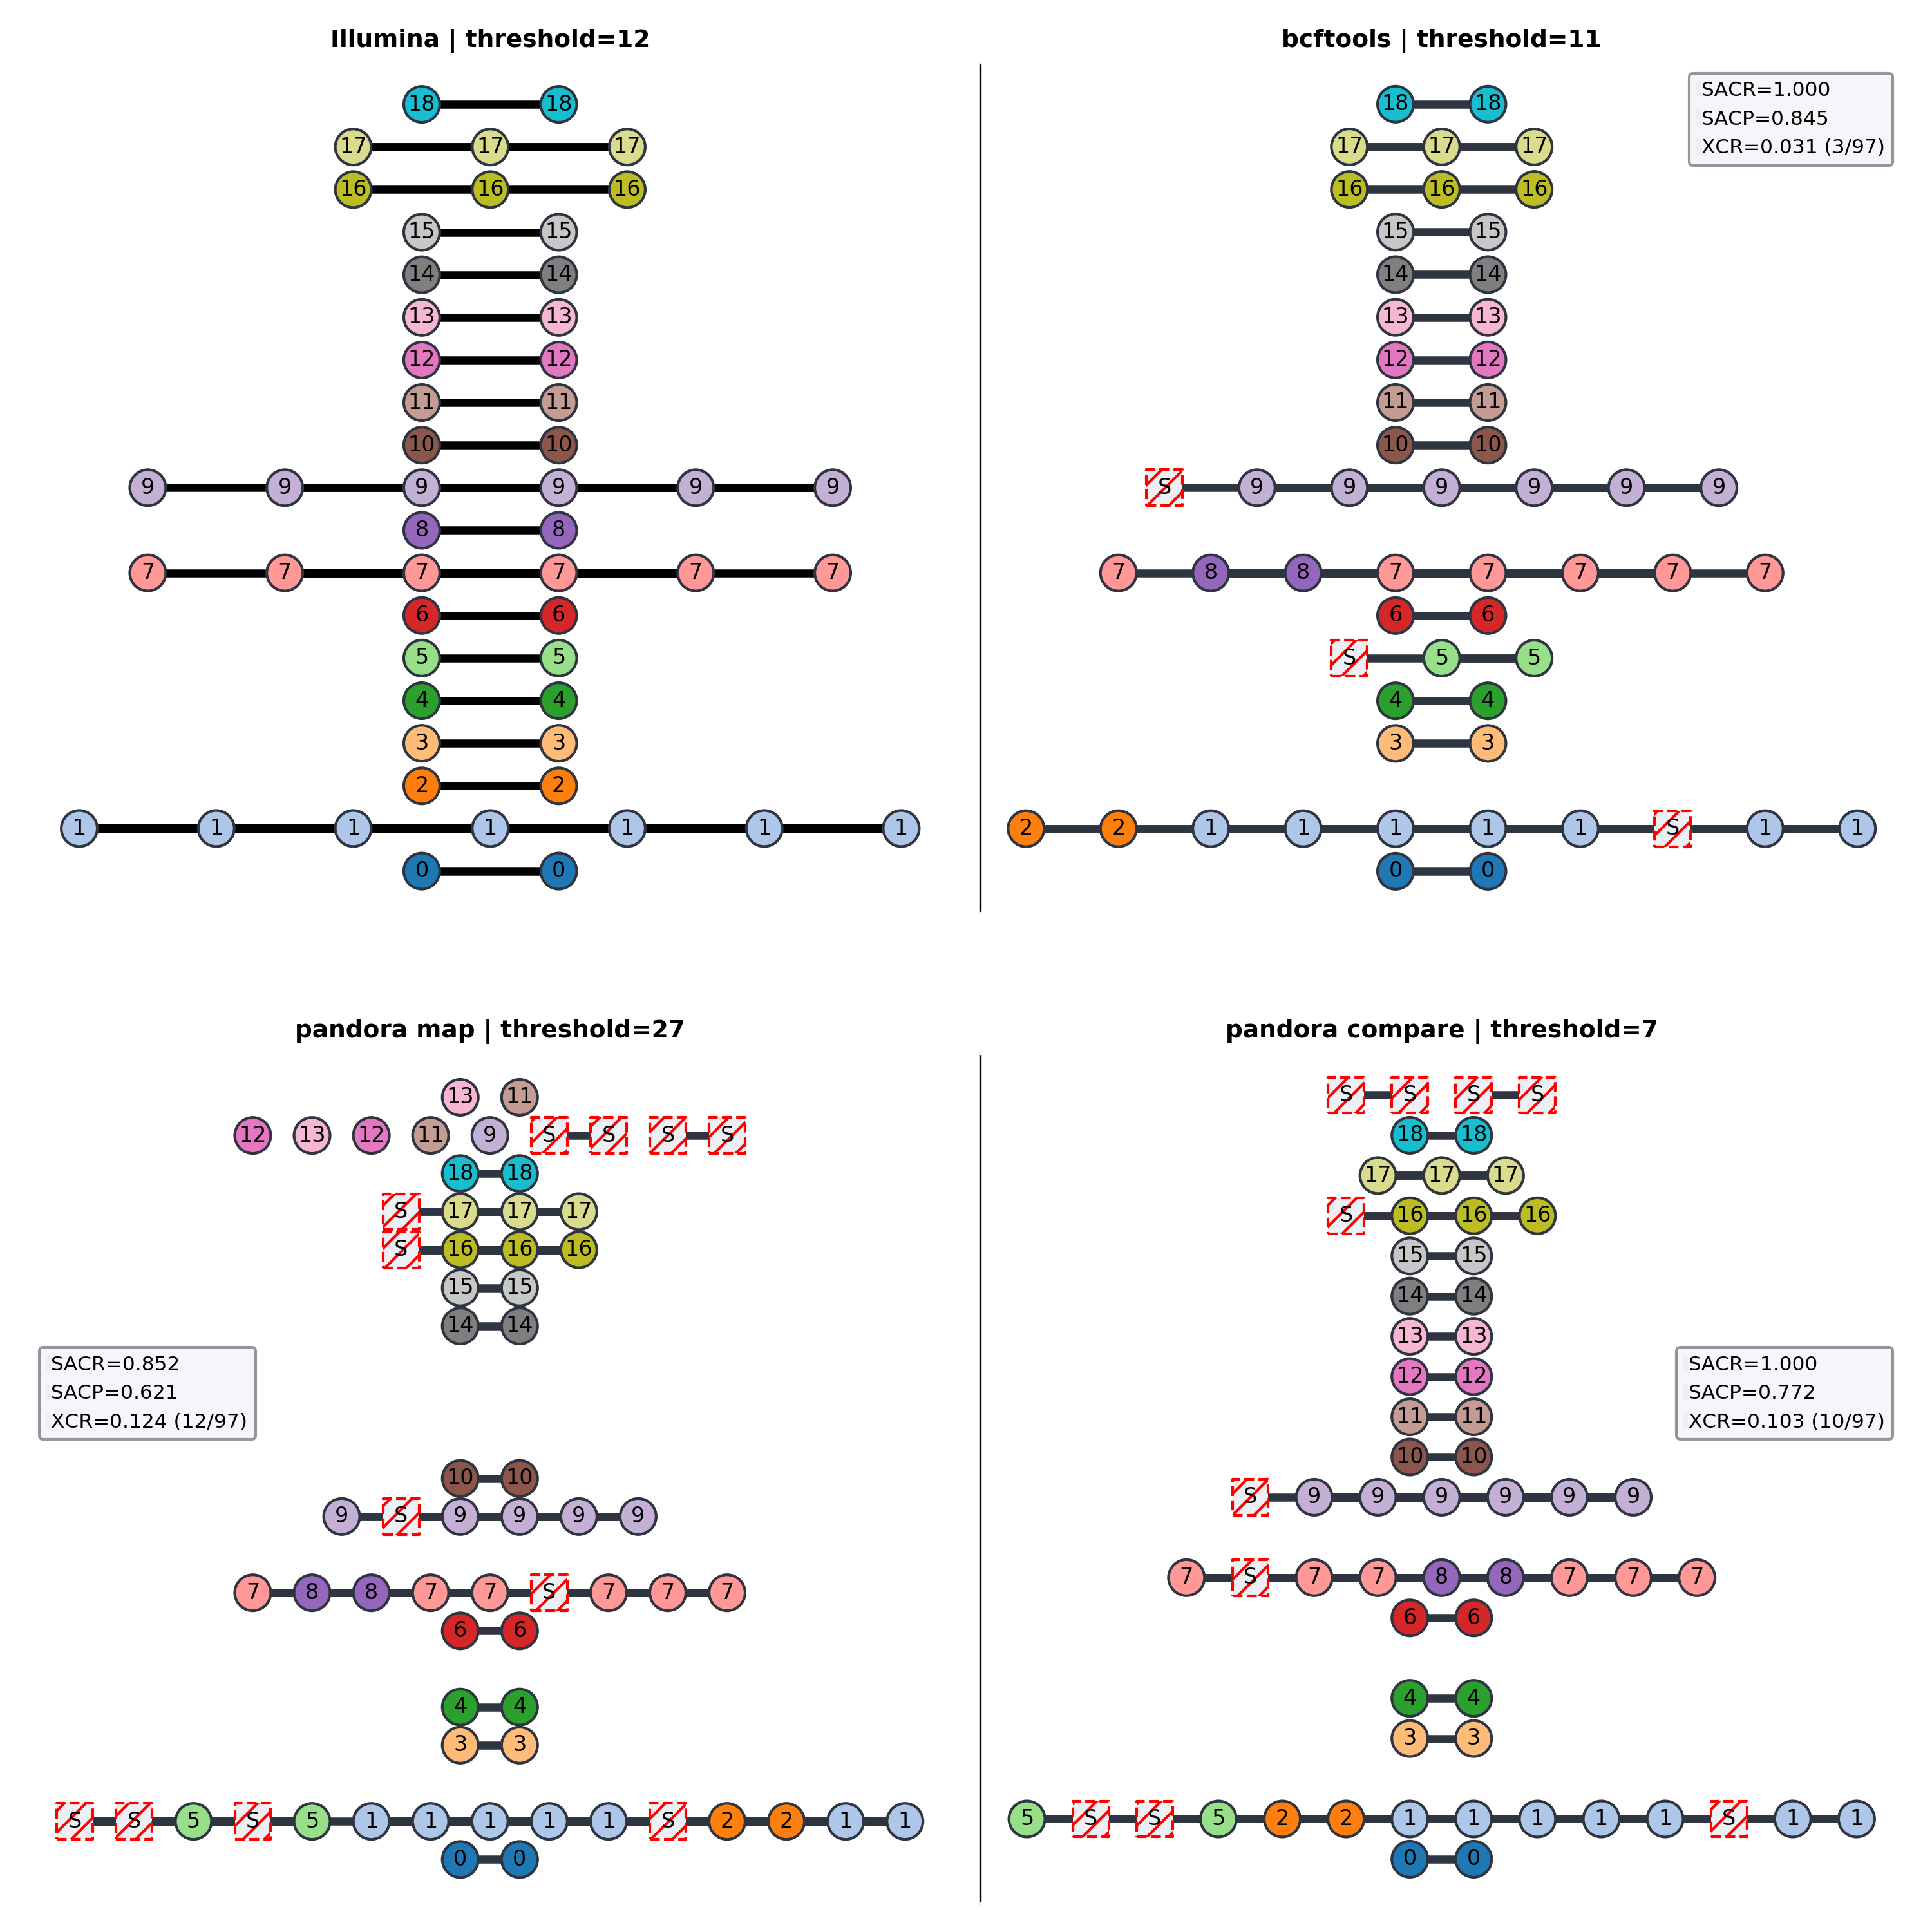 Illumina | threshold=12
18 18
17 17 17
16 16 16
15 15
14 14
13 13
12 12
11 11
10 10
9 9 9 9 9 9
8 8
7 7 7 7 7 7
6 6
5 5
4 4
3 3
2 2
1 1 1 1 1 1 1
0 0
bcftools | threshold=11
SACR=1.000
SACP=0.845
XCR=0.031 (3/97)
18 18
17 17 17
16 16 16
15 15
14 14
13 13
12 12
11 11
10 10
S 9 9 9 9 9 9
7 8 8 7 7 7 7 7
6 6
S 5 5
4 4
3 3
2 2 1 1 1 1 1 S 1 1
0 0
pandora map | threshold=27
13 11
12 13 12 11 9 S S S S
18 18
S 17 17 17
S 16 16 16
15 15
14 14
SACR=0.852
SACP=0.621
XCR=0.124 (12/97)
10 10
9 S 9 9 9 9
7 8 8 7 7 S 7 7 7
6 6
4 4
3 3
S S 5 S 5 1 1 1 1 1 S 2 2 1 1
0 0
pandora compare | threshold=7
S S S S
18 18
17 17 17
S 16 16 16
15 15
14 14
13 13
12 12
11 11
10 10
SACR=1.000
SACP=0.772
XCR=0.103 (10/97)
S 9 9 9 9 9 9
7 S 7 7 8 8 7 7 7
6 6
4 4
3 3
5 S S 5 2 2 1 1 1 1 1 S 1 1
0 0